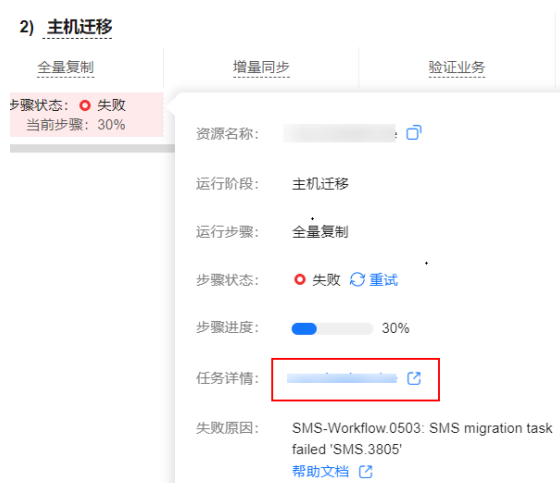 2) 主机迁移
全量复制 增量同步 验证业务
步骤状态： 失败
当前步骤：30%
资源名称：
运行阶段： 主机迁移
运行步骤： 全量复制
步骤状态： 失败 重试
步骤进度： 30%
任务详情：
失败原因： SMS-Workflow.0503: SMS migration task
failed 'SMS.3805'
帮助文档